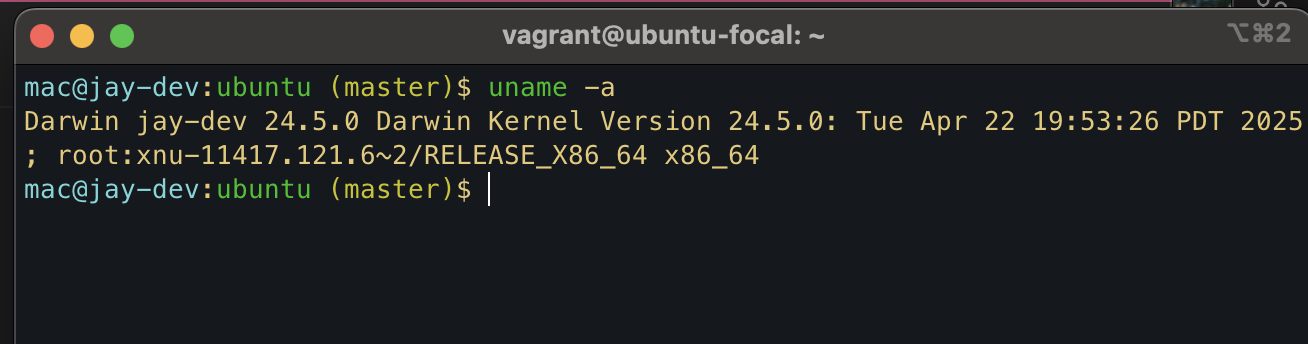 vagrant@ubuntu-focal: ~
⌥⌘2
mac@jay-dev:ubuntu (master)$ uname -a
Darwin jay-dev 24.5.0 Darwin Kernel Version 24.5.0: Tue Apr 22 19:53:26 PDT 2025
; root:xnu-11417.121.6~2/RELEASE_X86_64 x86_64
mac@jay-dev:ubuntu (master)$